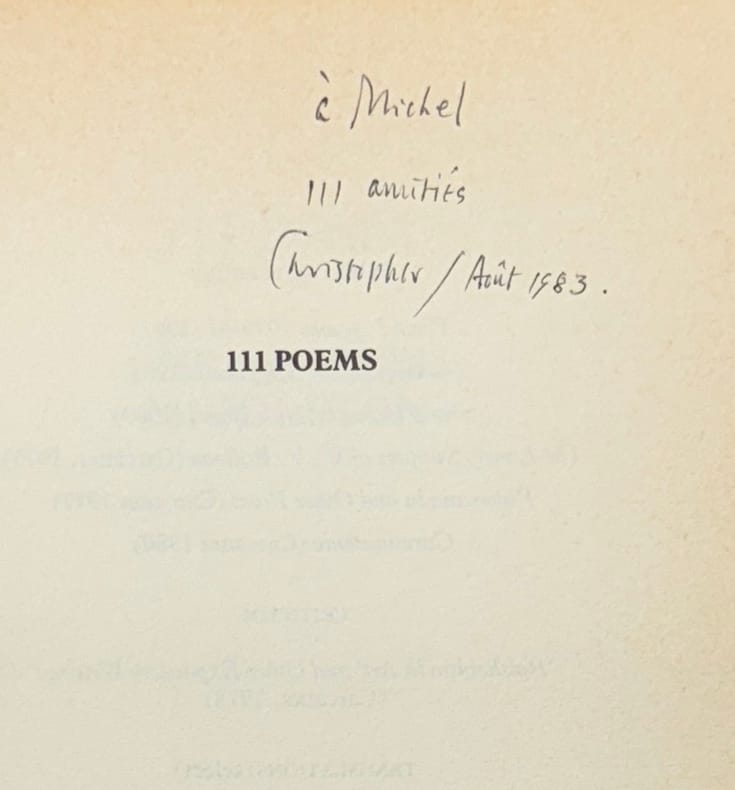 à Michel
111 amitiés
Christopher / Août 1983.
111 POEMS